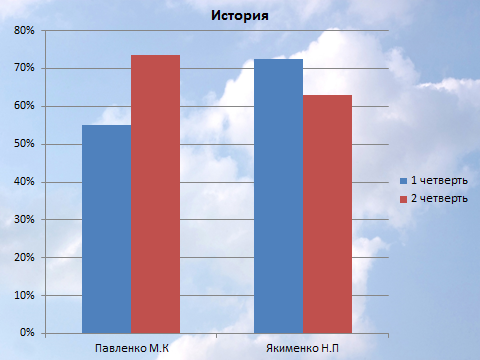 История
80%
70%
60%
50%
40%
30%
20%
10%
0%
Павленко М.К
Якименко Н.П
1 четверть
2 четверть